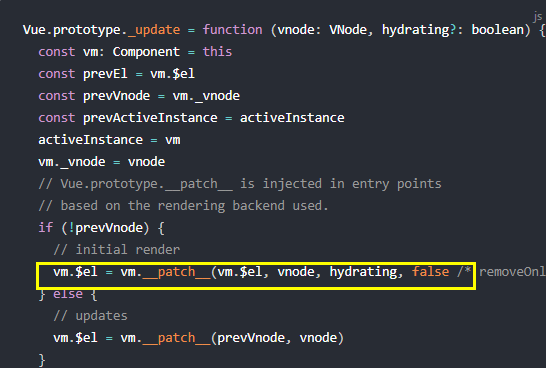 js
Vue.prototype._update = function (vnode: VNode, hydrating?: boolean) {
const vm: Component = this
const prevEl = vm.$el
const prevVnode = vm._vnode
const prevActiveInstance = activeInstance
activeInstance = vm
vm._vnode = vnode
// Vue.prototype.__patch__ is injected in entry points
// based on the rendering backend used.
if (!prevVnode) {
// initial render
vm.$el = vm.__patch__(vm.$el, vnode, hydrating, false /* removeOnl
} else {
// updates
vm.$el = vm.__patch__(prevVnode, vnode)
}